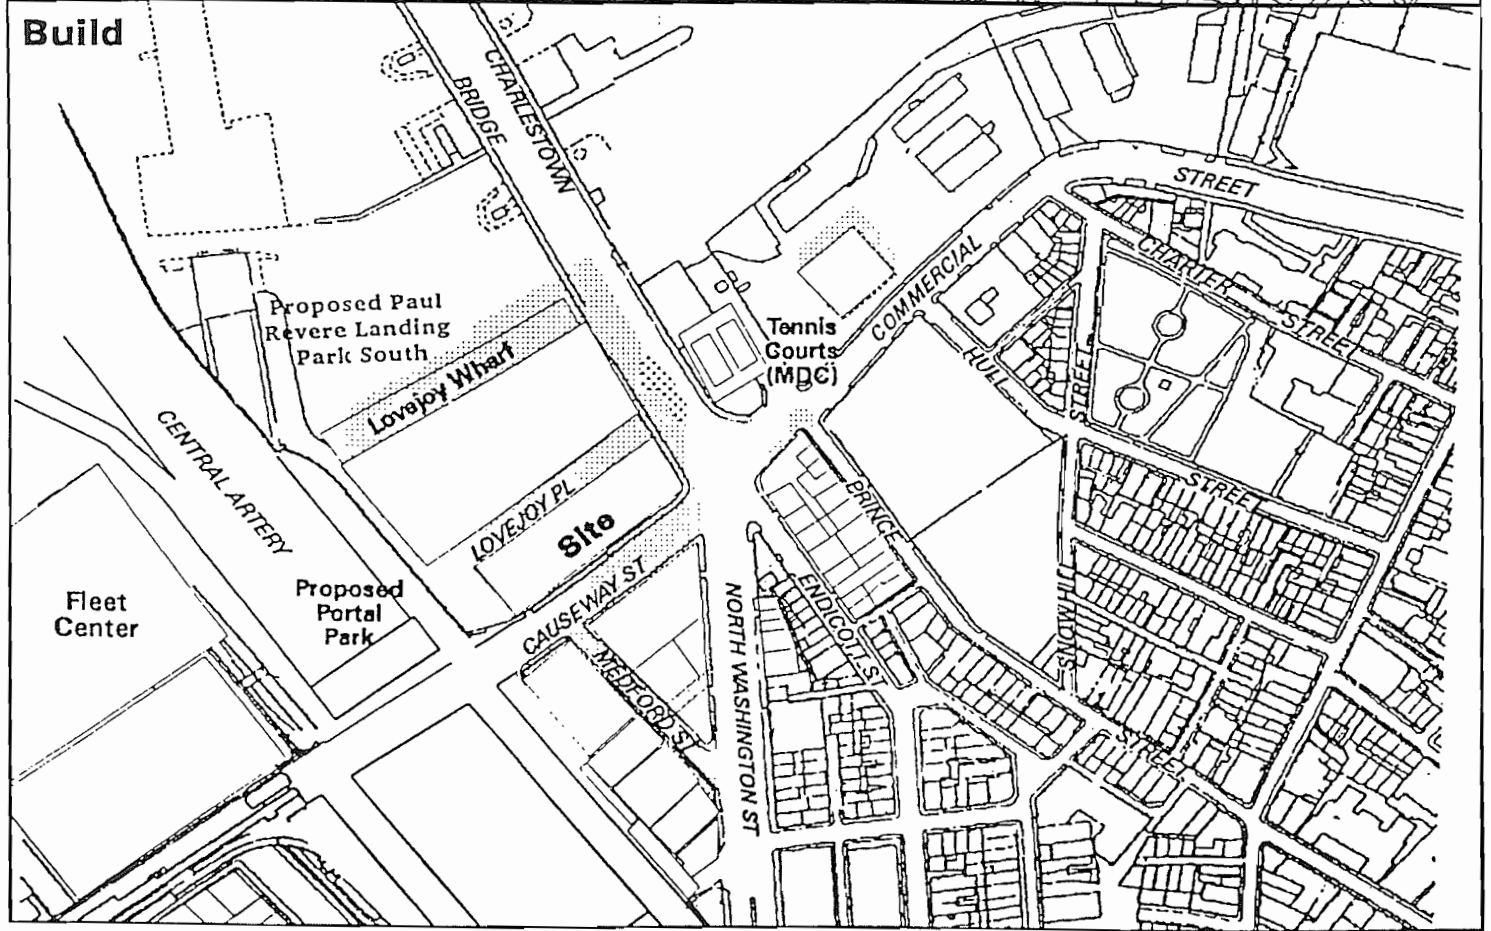 Build
CHARLESTOWN
BRIDGE
STREET
CHARTER
STREET
COMMERCIAL
HULL
STREET
Proposed Paul
Revere Landing
Park South
Tennis
Courts
(MDC)
Lovejoy Wharf
CENTRAL ARTERY
LOVEJOY PL
Site
PRINCE
STREET
CAUSEWAY ST
Fleet
Center
Proposed
Portal
Park
ENDICOTT ST
NORTH WASHINGTON ST
MEDFORD ST
SNOWHILL
STREET